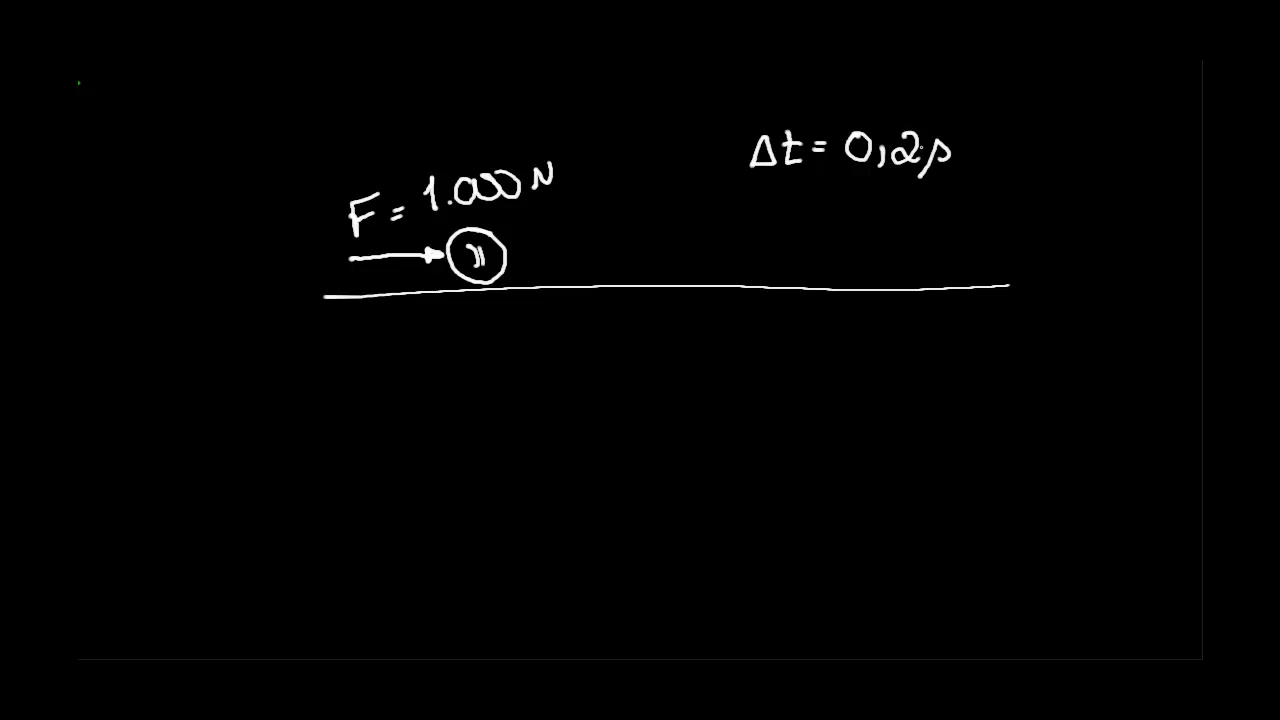 Δt = 0,2s
F = 1.000 N